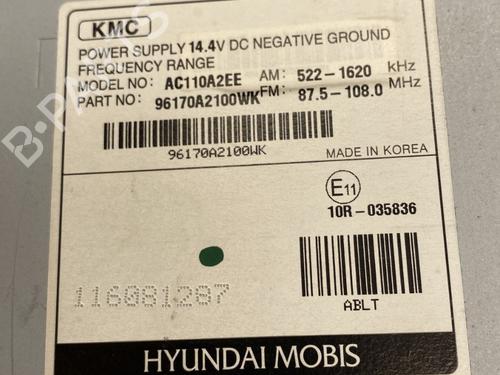 KMC
POWER SUPPLY 14.4V DC NEGATIVE GROUND
FREQUENCY RANGE
MODEL NO: AC110A2EE AM: 522-1620 kHz
PART NO: 96170A2100WK FM: 87.5-108.0 MHz
96170A2100WK
MADE IN KOREA
E11
10R-035836
116081287
ABLT
HYUNDAI MOBIS
B-PARTS